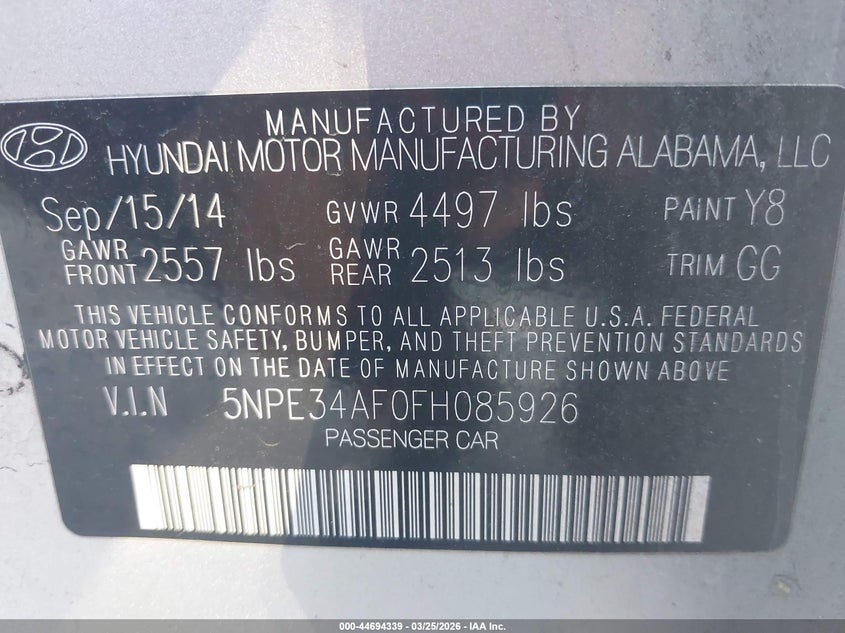 MANUFACTURED BY
HYUNDAI MOTOR MANUFACTURING ALABAMA, LLC
Sep/15/14 GVWR 4497 lbs PAINT Y8
GAWR FRONT 2557 lbs GAWR REAR 2513 lbs TRIM GG
THIS VEHICLE CONFORMS TO ALL APPLICABLE U.S.A. FEDERAL
MOTOR VEHICLE SAFETY, BUMPER, AND THEFT PREVENTION STANDARDS
IN EFFECT ON THE DATE OF MANUFACTURE SHOWN ABOVE
V.I.N 5NPE34AF0FH085926
PASSENGER CAR
000-44694339 - 03/25/2026 - IAA Inc.